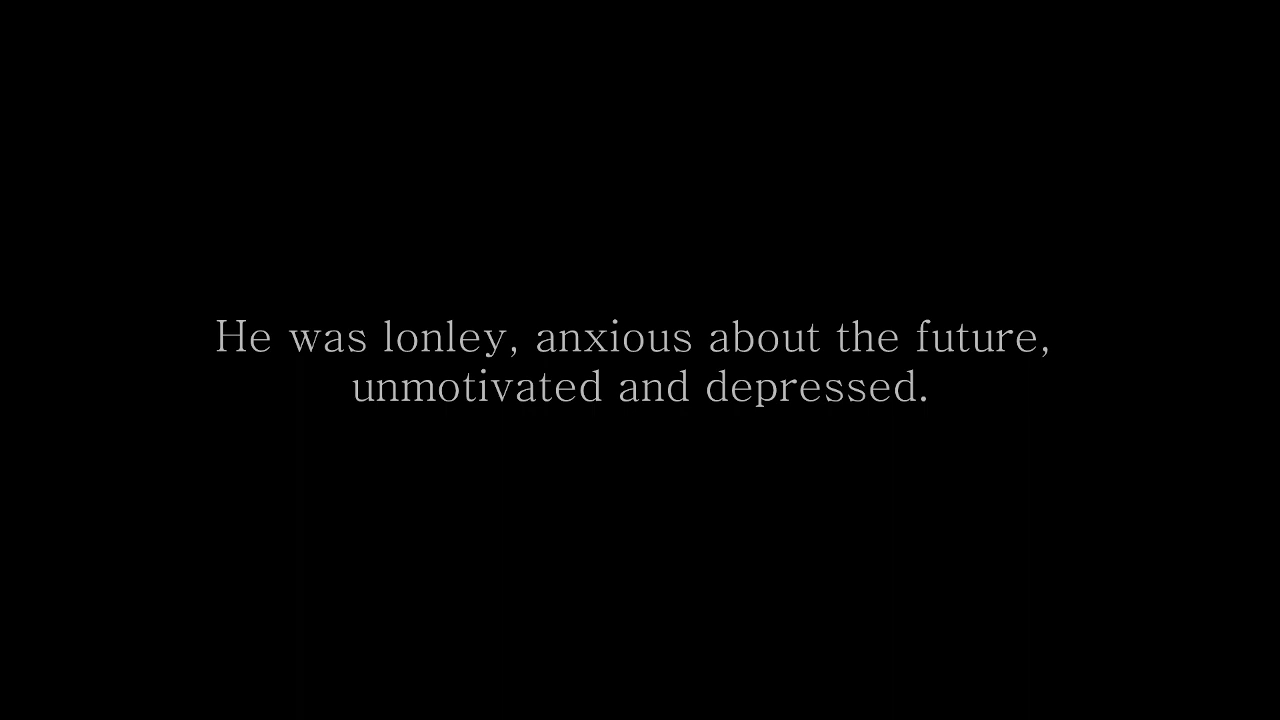 He was lonley, anxious about the future,
unmotivated and depressed.